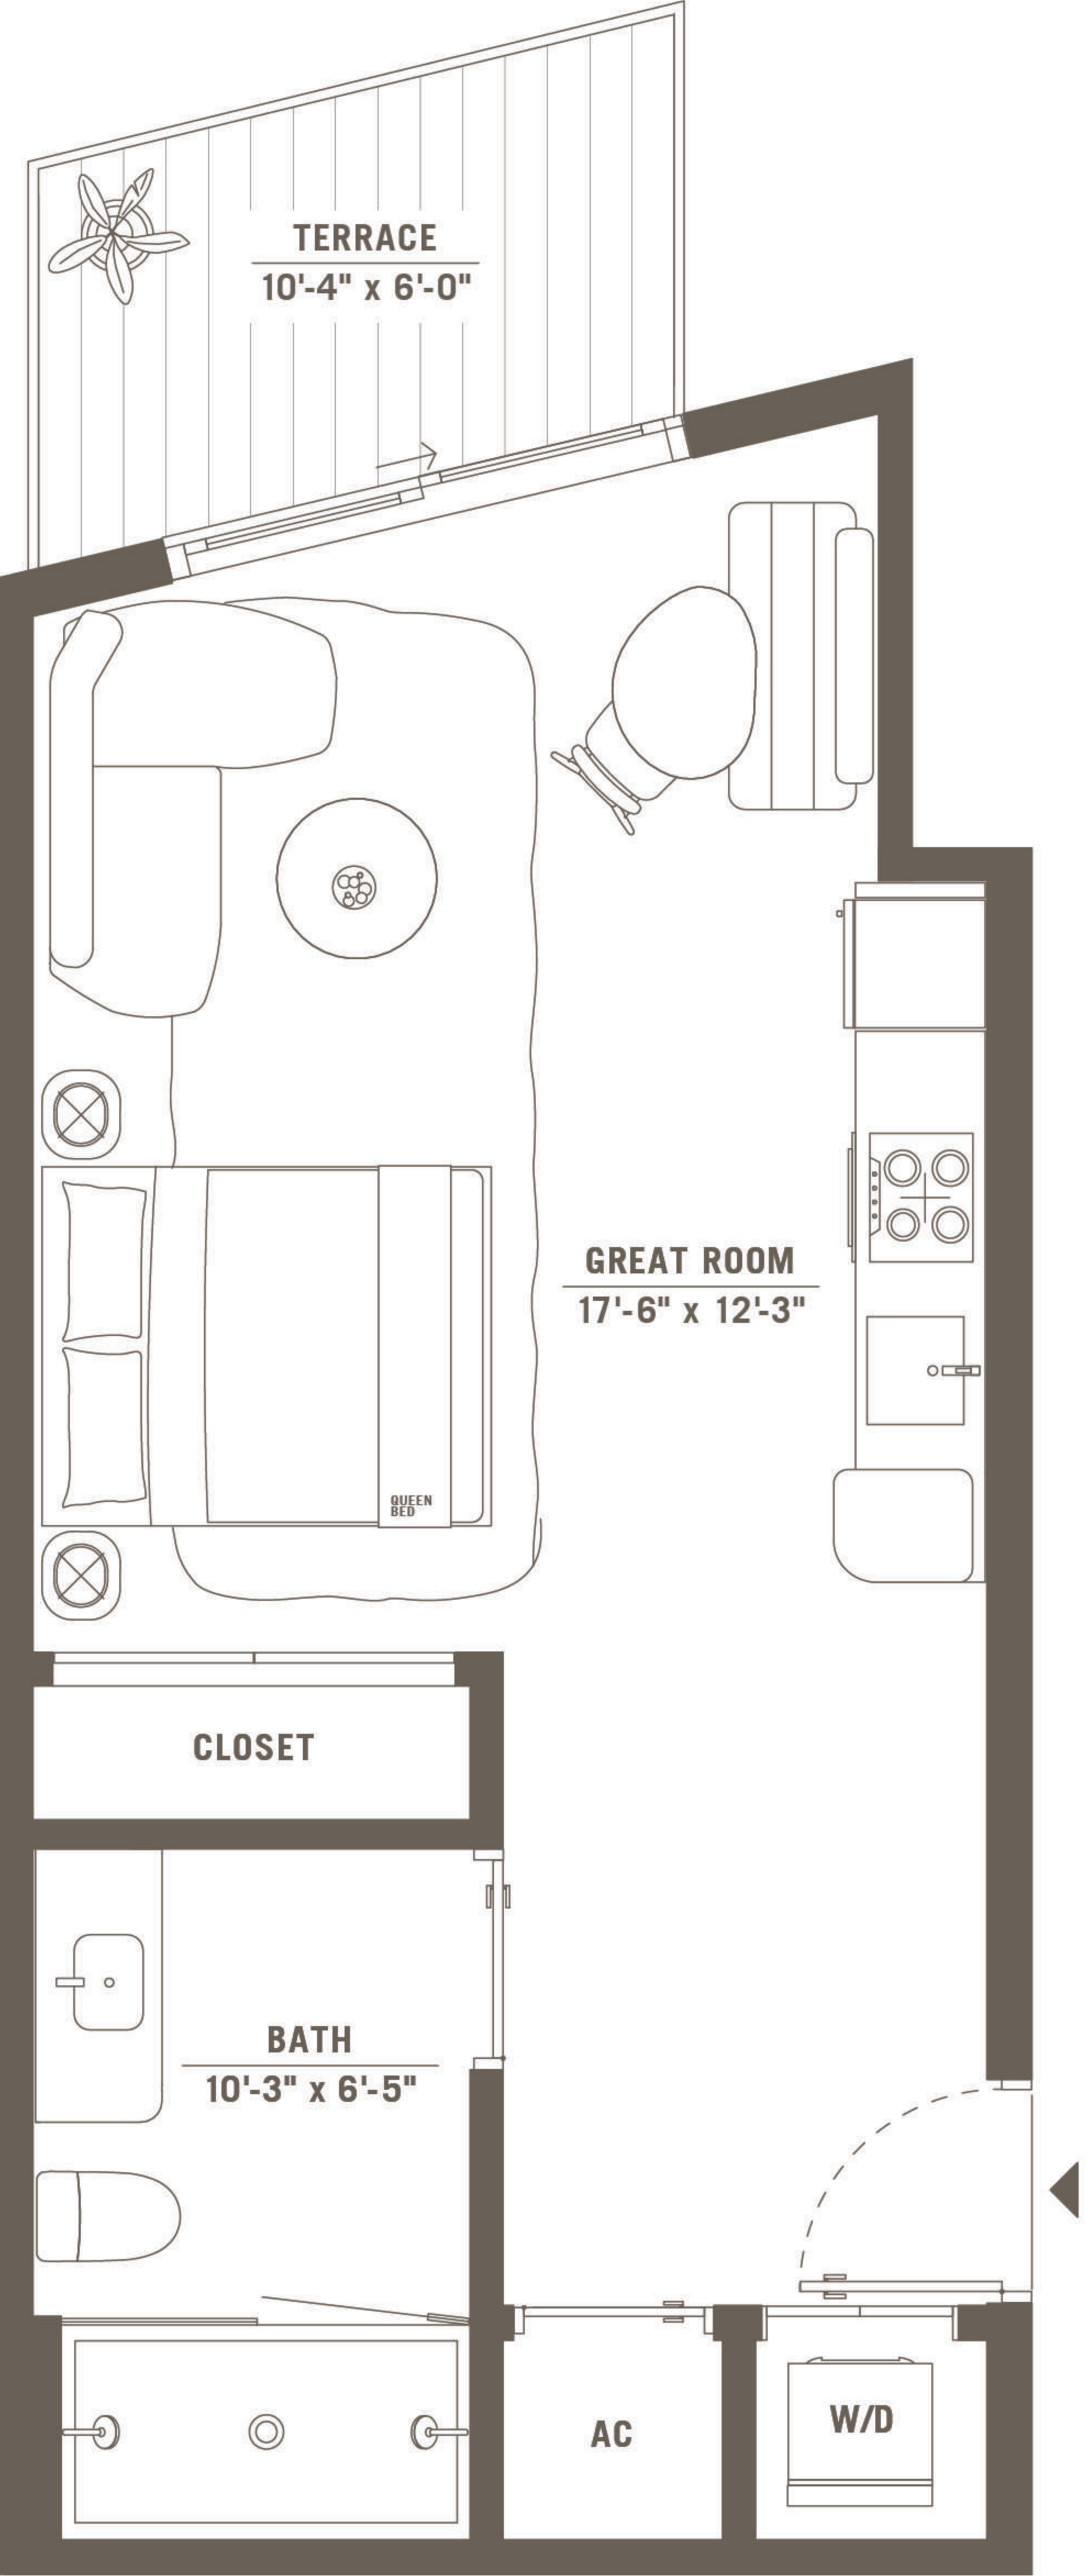 TERRACE
10'-4" x 6'-0"
GREAT ROOM
17'-6" x 12'-3"
QUEEN
BED
CLOSET
BATH
10'-3" x 6'-5"
AC
W/D